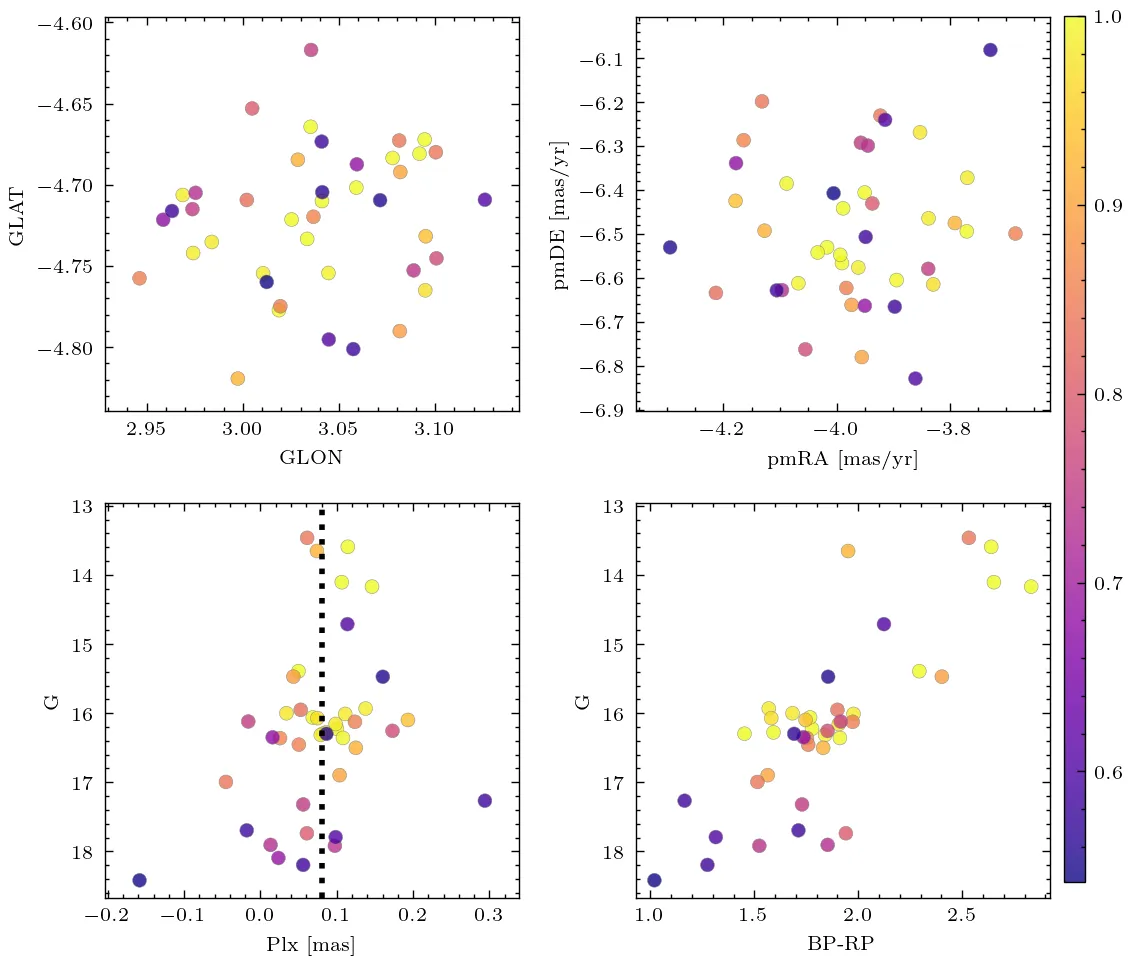 −4.60
−4.65
−4.70
−4.75
−4.80
GLAT
2.95 3.00 3.05 3.10
GLON
−6.1
−6.2
−6.3
−6.4
−6.5
−6.6
−6.7
−6.8
−6.9
pmDE [mas/yr]
−4.2 −4.0 −3.8
pmRA [mas/yr]
13
14
15
16
17
18
G
−0.2 −0.1 0.0 0.1 0.2 0.3
Plx [mas]
13
14
15
16
17
18
G
1.0 1.5 2.0 2.5
BP-RP
1.0
0.9
0.8
0.7
0.6